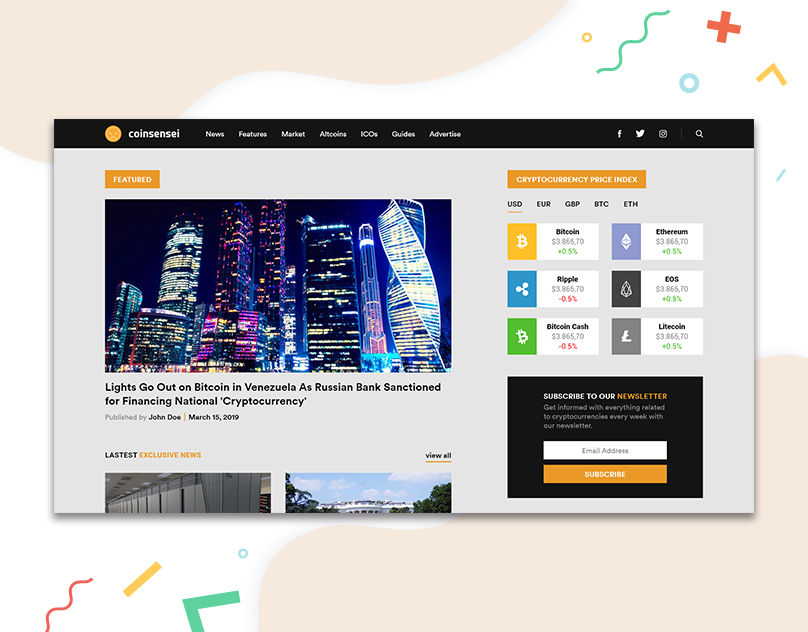 coinsensei
News
Features
Market
Altcoins
ICOs
Guides
Advertise
FEATURED
Lights Go Out on Bitcoin in Venezuela As Russian Bank Sanctioned
for Financing National 'Cryptocurrency'
Published by John Doe | March 15, 2019
LASTEST EXCLUSIVE NEWS
view all
CRYPTOCURRENCY PRICE INDEX
USD
EUR
GBP
BTC
ETH
Bitcoin
$3.865,70
+0.5%
Ethereum
$3.865,70
+0.5%
Ripple
$3.865,70
-0.5%
EOS
$3.865,70
+0.5%
Bitcoin Cash
$3.865,70
-0.5%
Litecoin
$3.865,70
+0.5%
SUBSCRIBE TO OUR NEWSLETTER
Get informed with everything related
to cryptocurrencies every week with
our newsletter.
Email Address
SUBSCRIBE